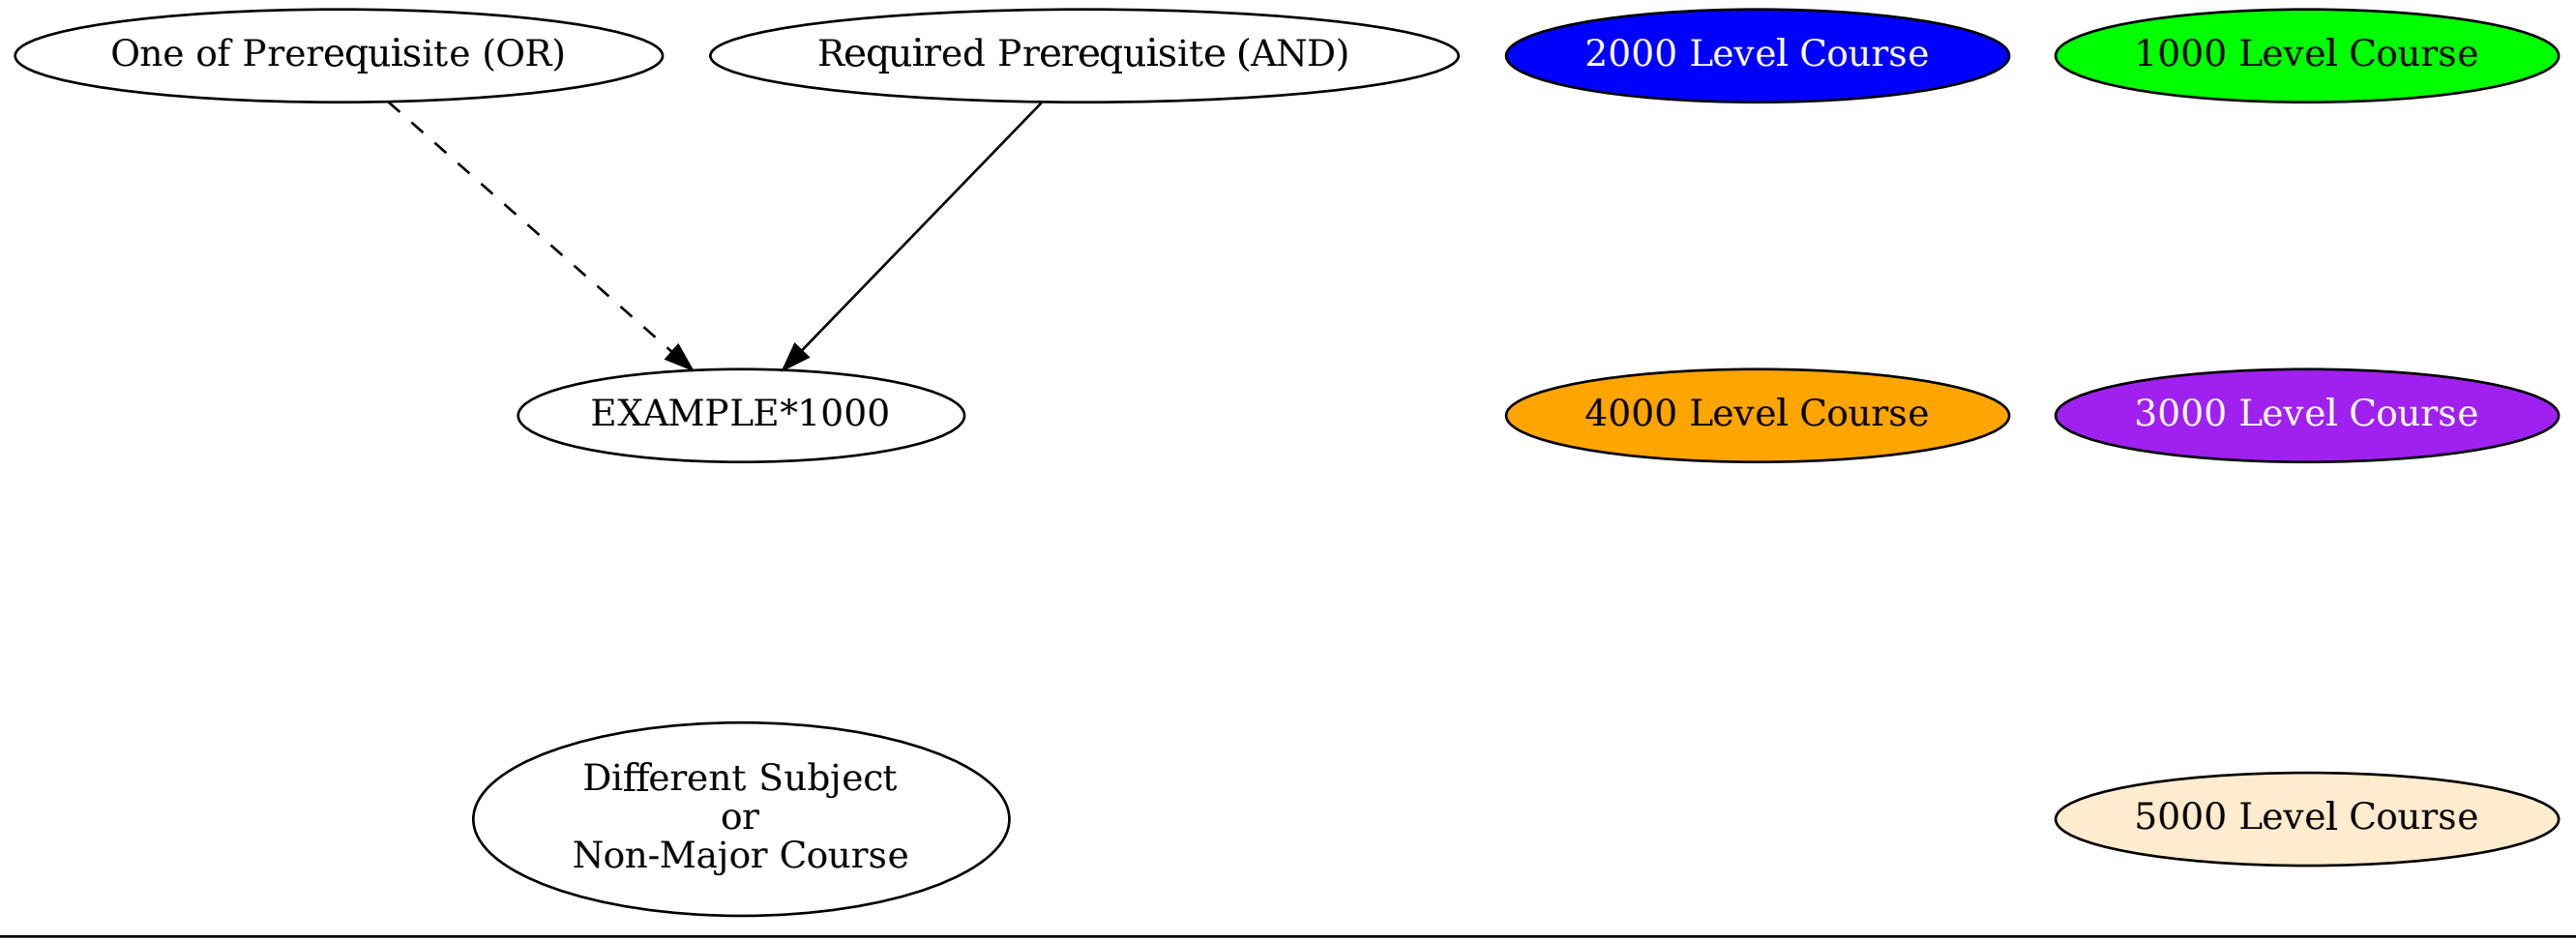 One of Prerequisite (OR)
Required Prerequisite (AND)
2000 Level Course
1000 Level Course
EXAMPLE*1000
4000 Level Course
3000 Level Course
Different Subject
or
Non-Major Course
5000 Level Course